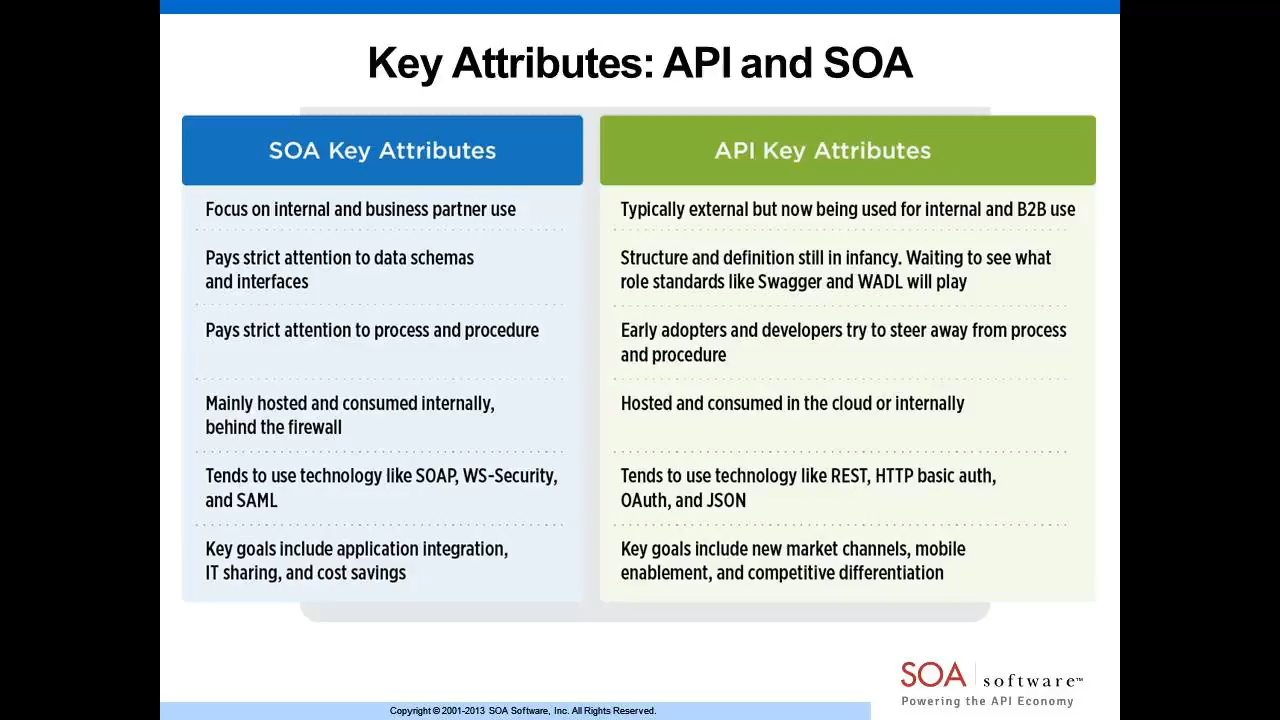 Key Attributes: API and SOA
SOA Key Attributes
API Key Attributes
Focus on internal and business partner use
Typically external but now being used for internal and B2B use
Pays strict attention to data schemas
and interfaces
Structure and definition still in infancy. Waiting to see what
role standards like Swagger and WADL will play
Pays strict attention to process and procedure
Early adopters and developers try to steer away from process
and procedure
Mainly hosted and consumed internally,
behind the firewall
Hosted and consumed in the cloud or internally
Tends to use technology like SOAP, WS-Security,
and SAML
Tends to use technology like REST, HTTP basic auth,
OAuth, and JSON
Key goals include application integration,
IT sharing, and cost savings
Key goals include new market channels, mobile
enablement, and competitive differentiation
SOA software™
Powering the API Economy
Copyright © 2001-2013 SOA Software, Inc. All Rights Reserved.